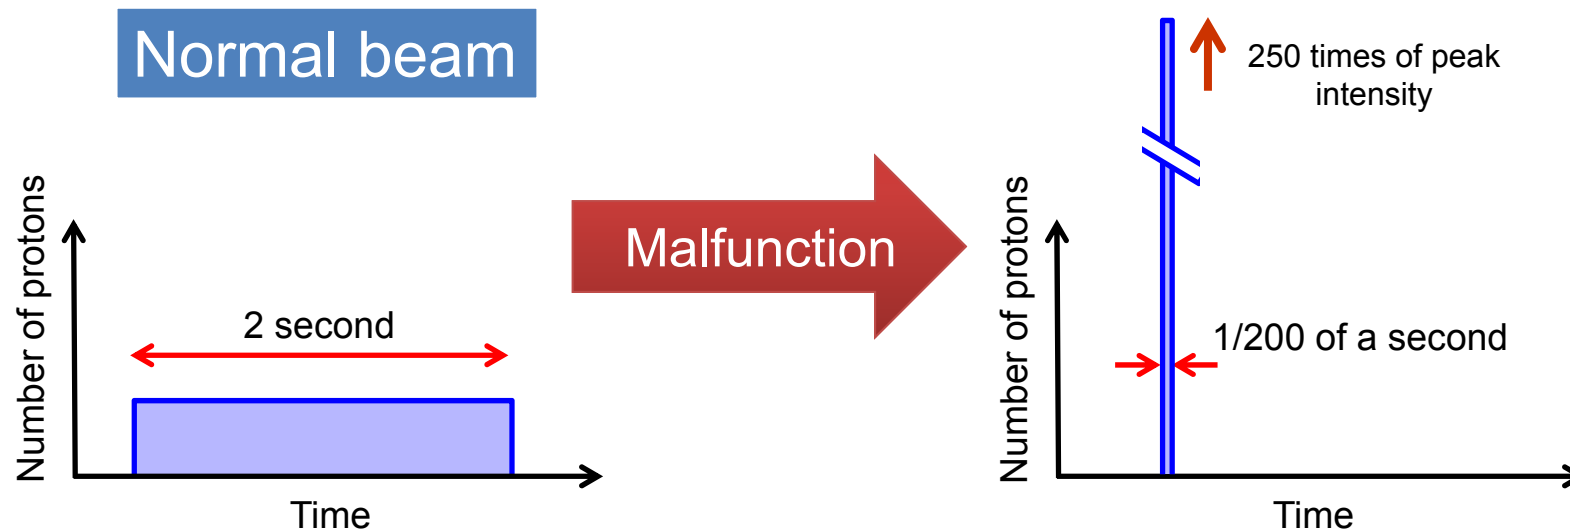 Normal beam
Number of protons
2 second
Time
Malfunction
250 times of peak
intensity
Number of protons
1/200 of a second
Time